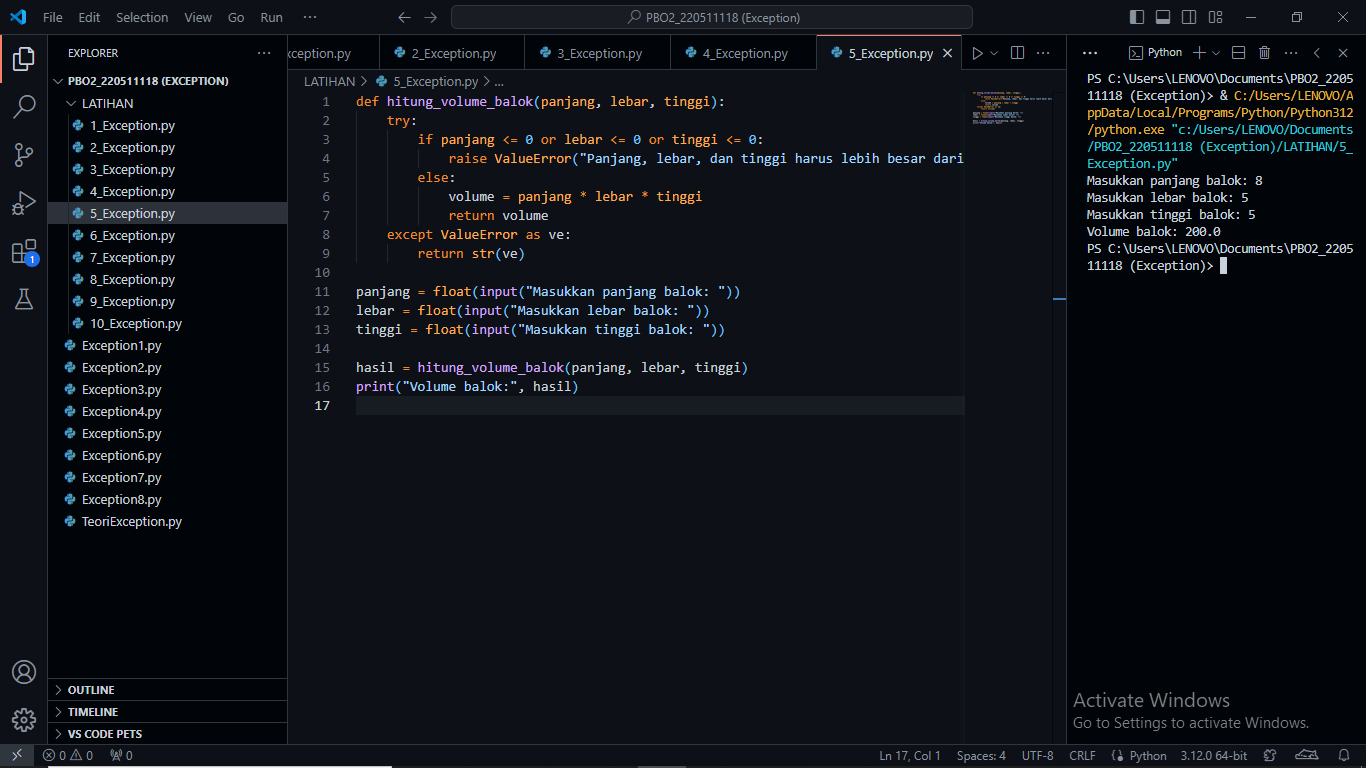 File Edit Selection View Go Run ···
PBO2_220511118 (Exception)
EXPLORER
PBO2_220511118 (EXCEPTION)
LATIHAN
1_Exception.py
2_Exception.py
3_Exception.py
4_Exception.py
5_Exception.py
6_Exception.py
7_Exception.py
8_Exception.py
9_Exception.py
10_Exception.py
Exception1.py
Exception2.py
Exception3.py
Exception4.py
Exception5.py
Exception6.py
Exception7.py
Exception8.py
TeoriException.py
OUTLINE
TIMELINE
VS CODE PETS
1
xception.py 2_Exception.py 3_Exception.py 4_Exception.py 5_Exception.py
LATIHAN > 5_Exception.py > ...
1 def hitung_volume_balok(panjang, lebar, tinggi):
2 try:
3 if panjang <= 0 or lebar <= 0 or tinggi <= 0:
4 raise ValueError("Panjang, lebar, dan tinggi harus lebih besar dari
5 else:
6 volume = panjang * lebar * tinggi
7 return volume
8 except ValueError as ve:
9 return str(ve)
10
11 panjang = float(input("Masukkan panjang balok: "))
12 lebar = float(input("Masukkan lebar balok: "))
13 tinggi = float(input("Masukkan tinggi balok: "))
14
15 hasil = hitung_volume_balok(panjang, lebar, tinggi)
16 print("Volume balok:", hasil)
17
Python
PS C:\Users\LENOVO\Documents\PBO2_2205
11118 (Exception)> & C:/Users/LENOVO/A
ppData/Local/Programs/Python/Python312
/python.exe "c:/Users/LENOVO/Documents
/PBO2_220511118 (Exception)/LATIHAN/5_
Exception.py"
Masukkan panjang balok: 8
Masukkan lebar balok: 5
Masukkan tinggi balok: 5
Volume balok: 200.0
PS C:\Users\LENOVO\Documents\PBO2_2205
11118 (Exception)>
Activate Windows
Go to Settings to activate Windows.
0 0 0 Ln 17, Col 1 Spaces: 4 UTF-8 CRLF Python 3.12.0 64-bit